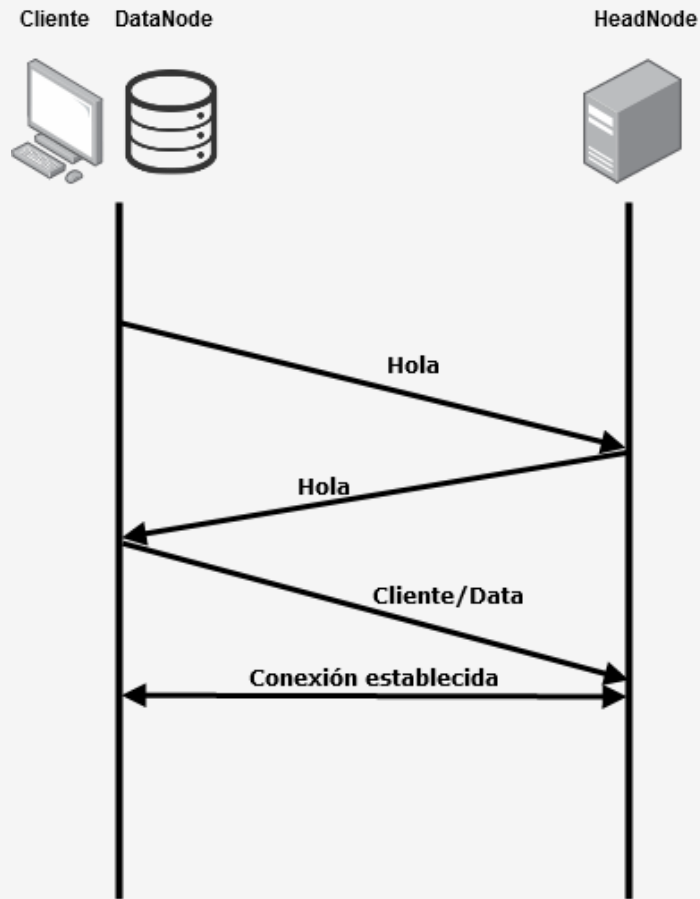 Cliente DataNode HeadNode
Hola
Hola
Cliente/Data
Conexión establecida